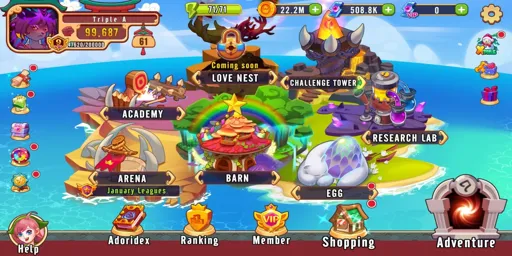 Triple A
99,687
61
71/71
22.2M
508.8K
0
Coming soon
LOVE NEST
CHALLENGE TOWER
ACADEMY
RESEARCH LAB
ARENA
January Leagues
BARN
EGG
?
Help
Adoridex
Ranking
VIP
Member
Shopping
Adventure